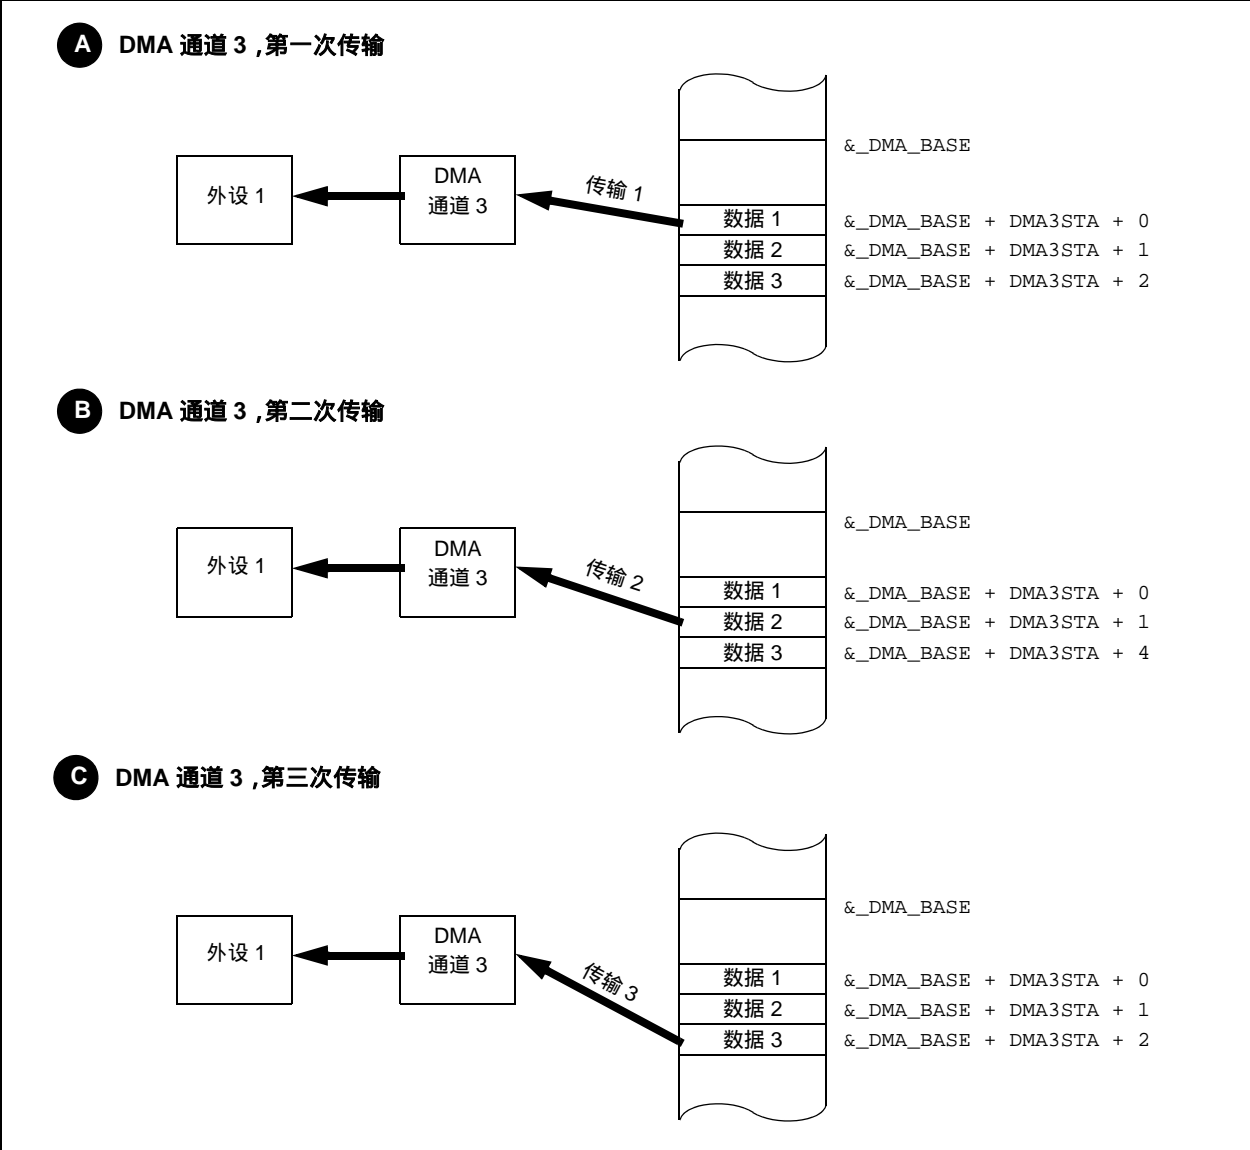 A DMA 通道 3 ,第一次传输
&_DMA_BASE
外设 1
DMA
通道 3
传输 1
数据 1 &_DMA_BASE + DMA3STA + 0
数据 2 &_DMA_BASE + DMA3STA + 1
数据 3 &_DMA_BASE + DMA3STA + 2
B DMA 通道 3 ,第二次传输
&_DMA_BASE
外设 1
DMA
通道 3
传输 2
数据 1 &_DMA_BASE + DMA3STA + 0
数据 2 &_DMA_BASE + DMA3STA + 1
数据 3 &_DMA_BASE + DMA3STA + 4
C DMA 通道 3 ,第三次传输
&_DMA_BASE
外设 1
DMA
通道 3
传输 3
数据 1 &_DMA_BASE + DMA3STA + 0
数据 2 &_DMA_BASE + DMA3STA + 1
数据 3 &_DMA_BASE + DMA3STA + 2